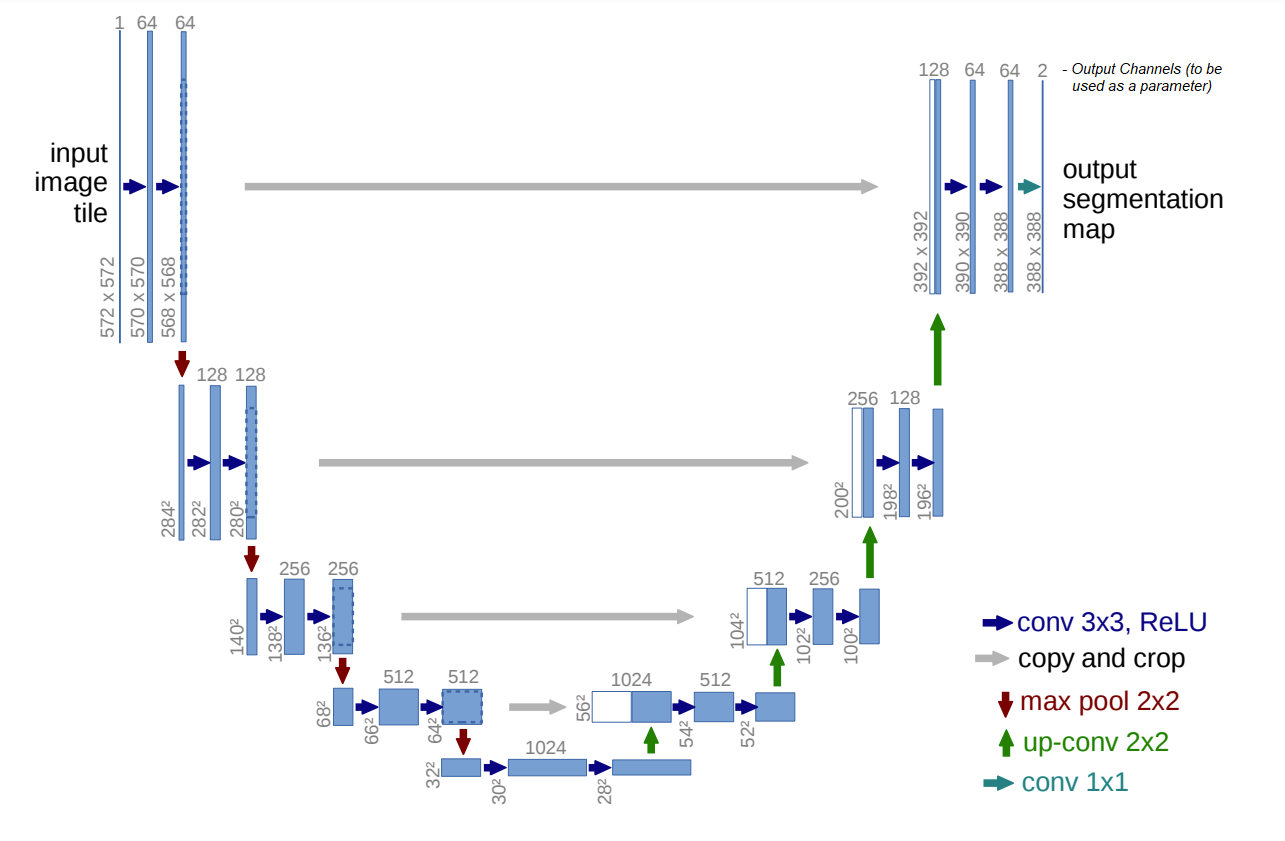 1 64 64
128 64 64 2
- Output Channels (to be
used as a parameter)
input
image
tile
output
segmentation
map
572 x 572
570 x 570
568 x 568
392 x 392
390 x 390
388 x 388
388 x 388
128 128
256 128
284²
282²
280²
200²
198²
196²
256 256
512 256
140²
138²
136²
104²
102²
100²
512 512
1024 512
68²
66²
64²
56²
54²
52²
1024
32²
30²
28²
conv 3x3, ReLU
copy and crop
max pool 2x2
up-conv 2x2
conv 1x1